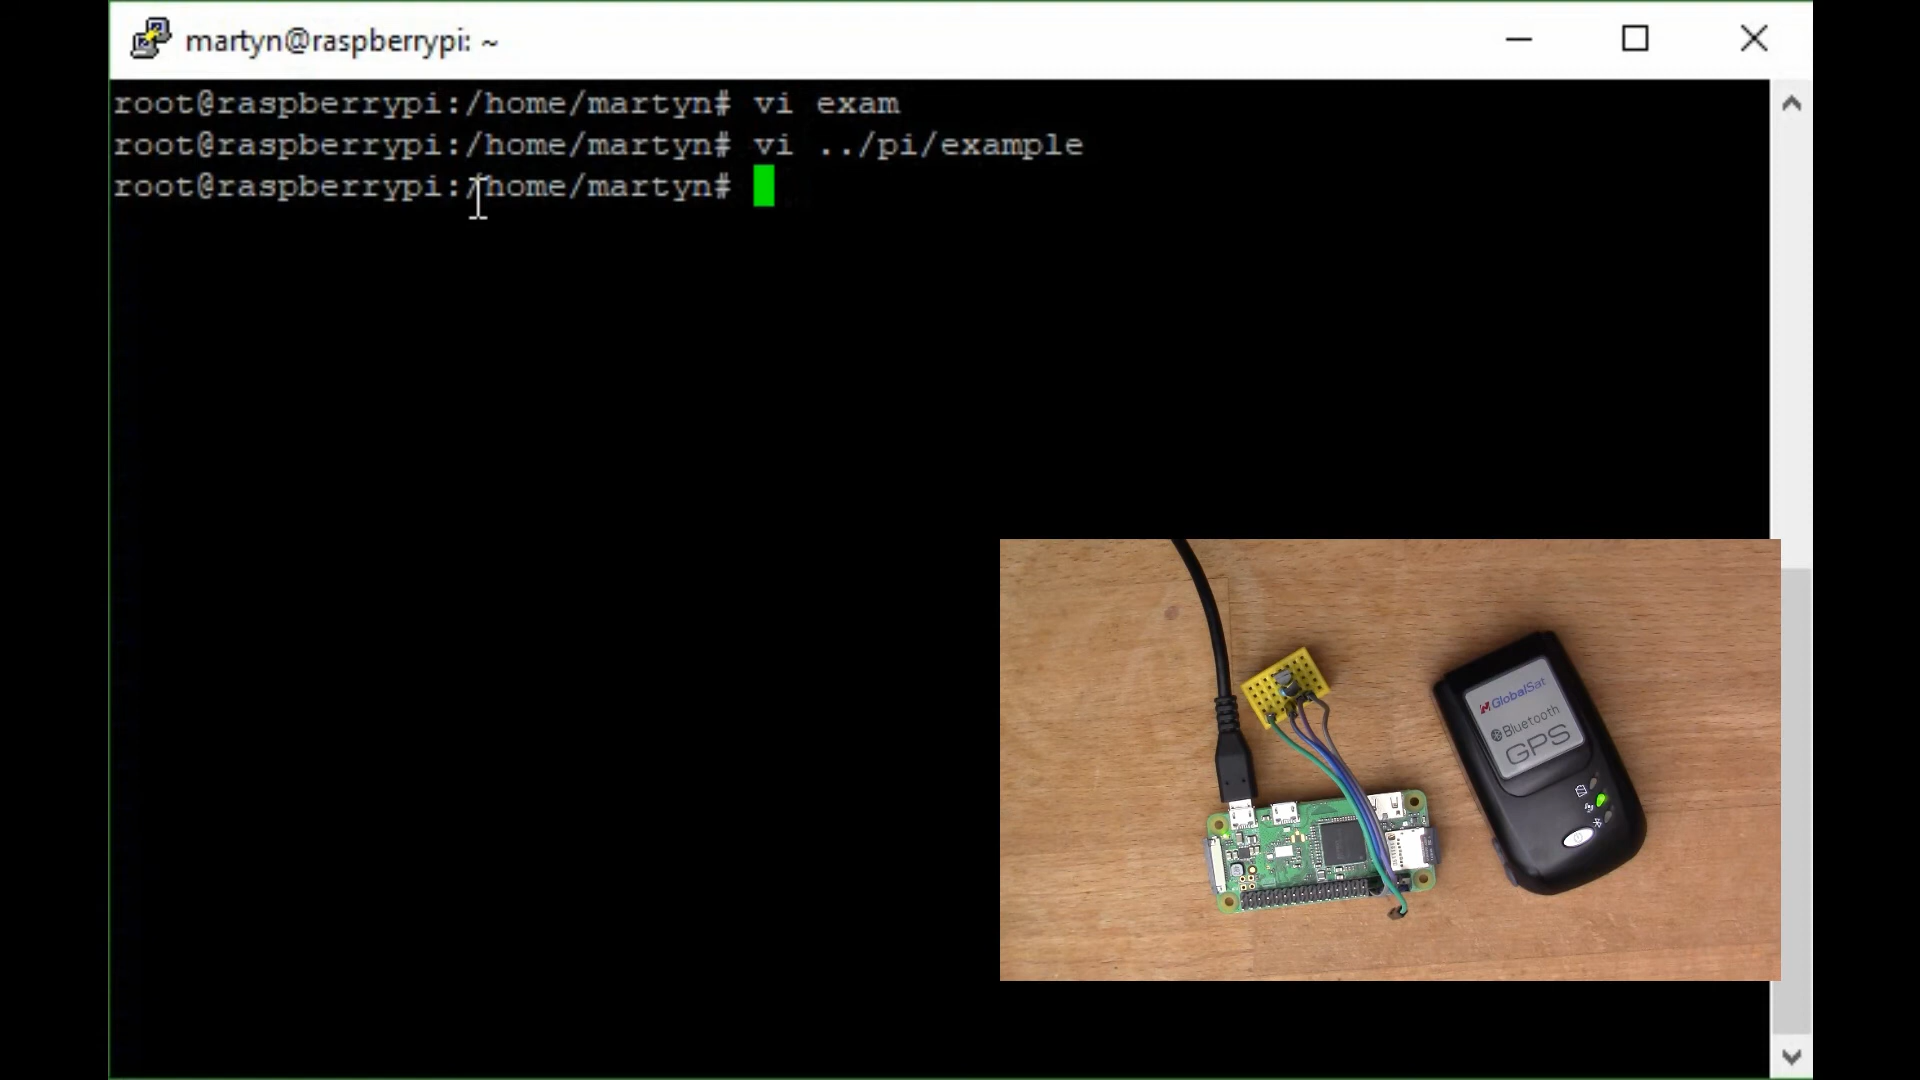 martyn@raspberrypi: ~
root@raspberrypi:/home/martyn# vi exam
root@raspberrypi:/home/martyn# vi ../pi/example
root@raspberrypi:/home/martyn#
GlobalSat
Bluetooth
GPS